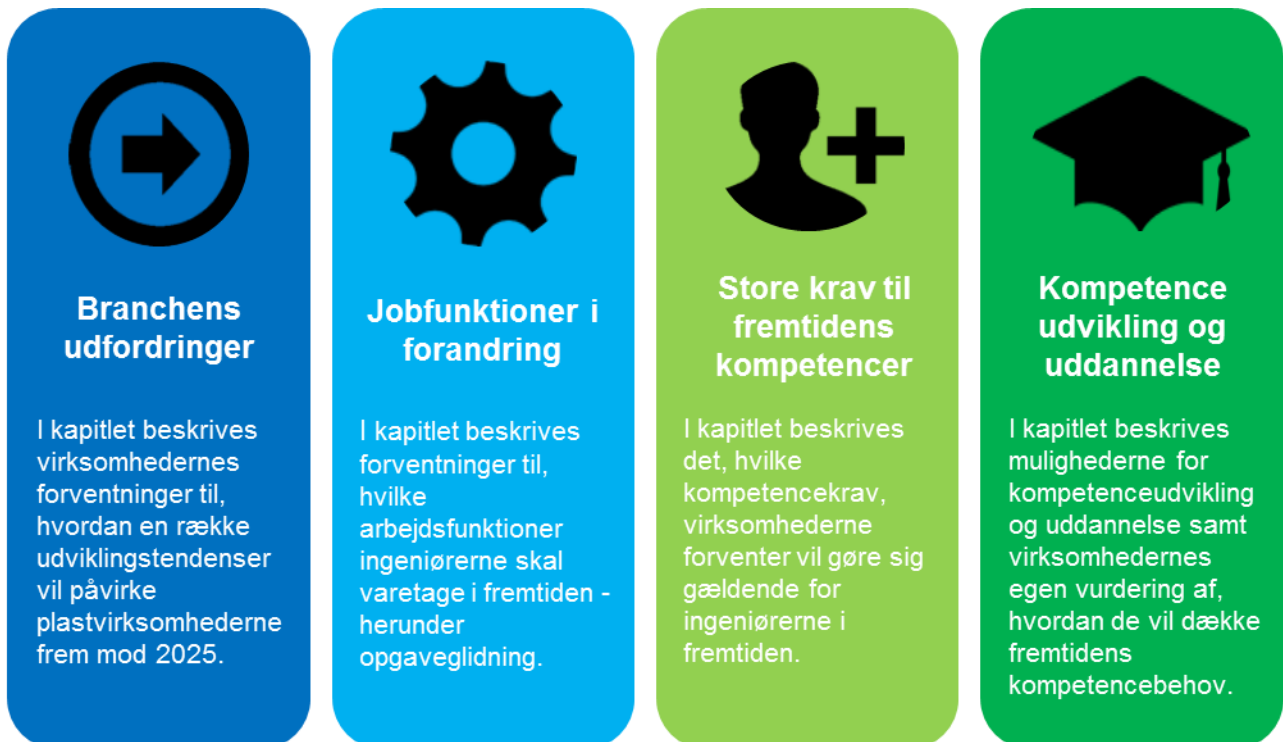 Branchens
udfordringer
I kapitlet beskrives
virksomhedernes
forventninger til,
hvordan en række
udviklingstendenser
vil påvirke
plastvirksomhederne
frem mod 2025.
Jobfunktioner i
forandring
I kapitlet beskrives
forventninger til,
hvilke
arbejdsfunktioner
ingeniørerne skal
varetage i fremtiden -
herunder
opgaveglidning.
Store krav til
fremtidens
kompetencer
I kapitlet beskrives
det, hvilke
kompetencekrav,
virksomhederne
forventer vil gøre sig
gældende for
ingeniørerne i
fremtiden.
Kompetence
udvikling og
uddannelse
I kapitlet beskrives
mulighederne for
kompetenceudvikling
og uddannelse samt
virksomhedernes
egen vurdering af,
hvordan de vil dække
fremtidens
kompetencebehov.